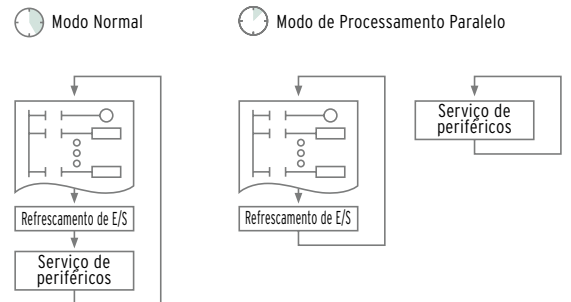 Modo Normal
Modo de Processamento Paralelo
Refrescamento de E/S
Serviço de
periféricos
Refrescamento de E/S
Serviço de
periféricos